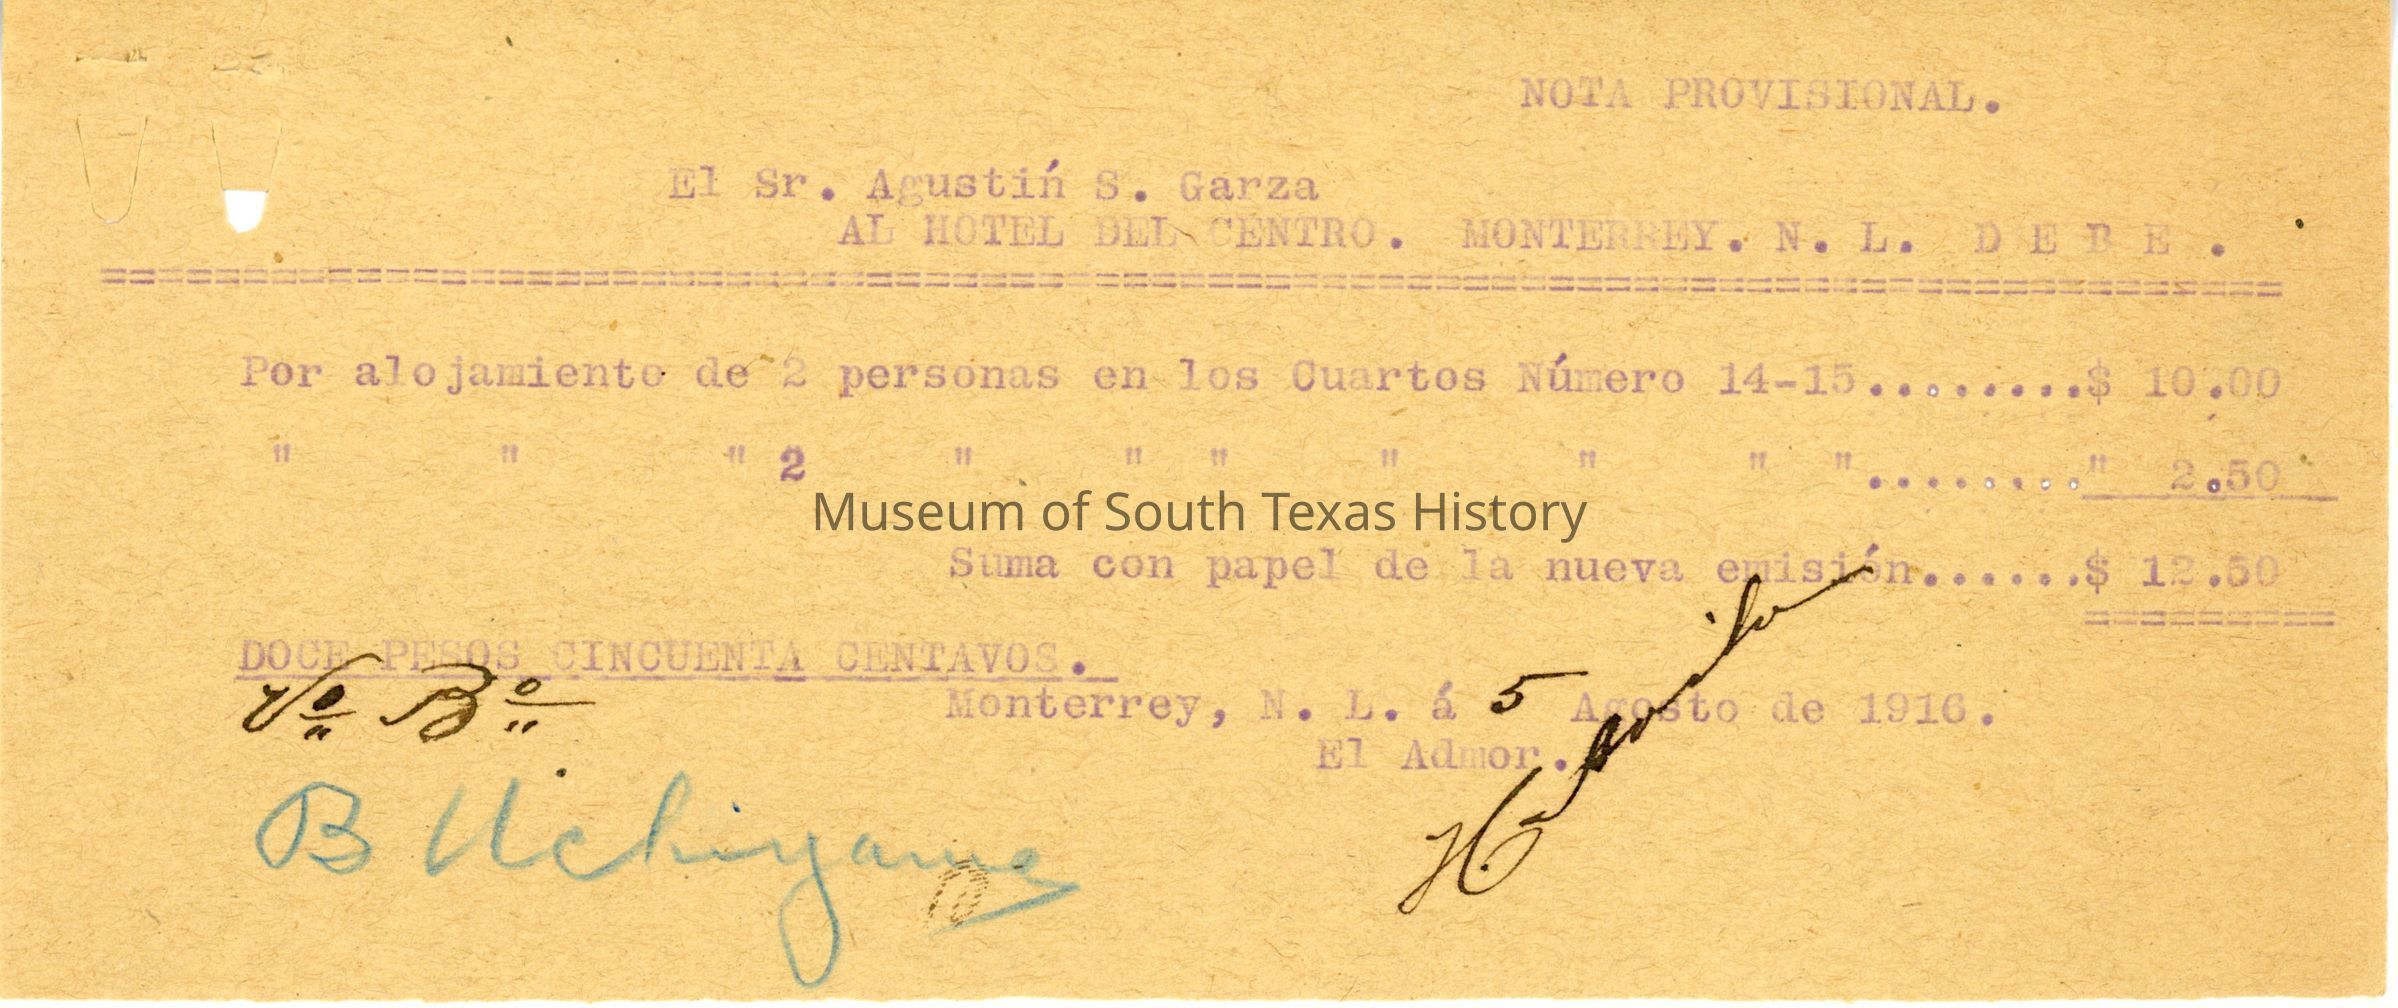 NOTA PROVISIONAL.
El Sr. Agustiń S. Garza
AL HOTEL DEL CENTRO. MONTERREY. N. L. D E B E .
=============================================================================
Por alojamiento de 2 personas en los Cuartos Número 14-15........$ 10.00
" " " 2 " " " " " " "........" 2.50
Museum of South Texas History
Suma con papel de la nueva emisión......$ 12.50
=========
DOCE PESOS CINCUENTA CENTAVOS.
Vo Bo
Monterrey, N. L. á 5 Agosto de 1916.
El Admor.
B Uchiyama